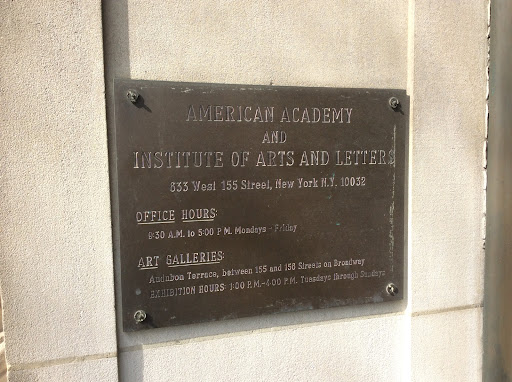 AMERICAN ACADEMY
AND
INSTITUTE OF ARTS AND LETTERS
633 West 155 Street, New York N.Y. 10032
OFFICE HOURS:
9:30 A.M. to 5:00 P.M. Mondays - Friday
ART GALLERIES:
Audubon Terrace, between 155 and 156 Streets on Broadway
EXHIBITION HOURS: 1:00 P.M.-4:00 P.M. Tuesdays through Sundays